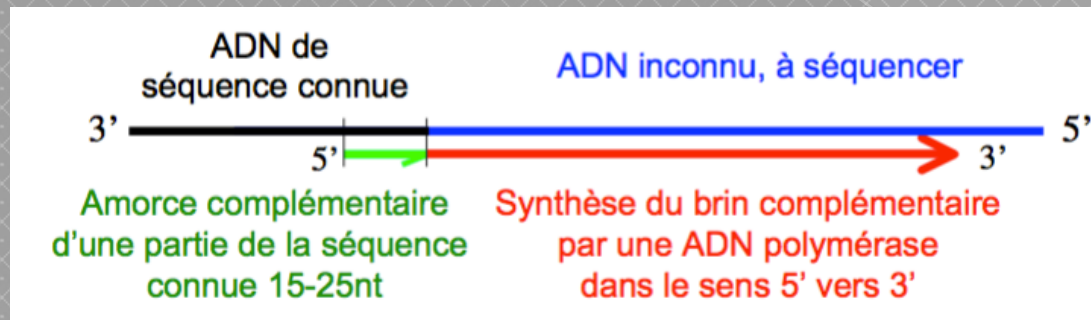 ADN de
séquence connue
ADN inconnu, à séquencer
3’
5’
5’
3’
Amorce complémentaire
d’une partie de la séquence
connue 15-25nt
Synthèse du brin complémentaire
par une ADN polymérase
dans le sens 5’ vers 3’